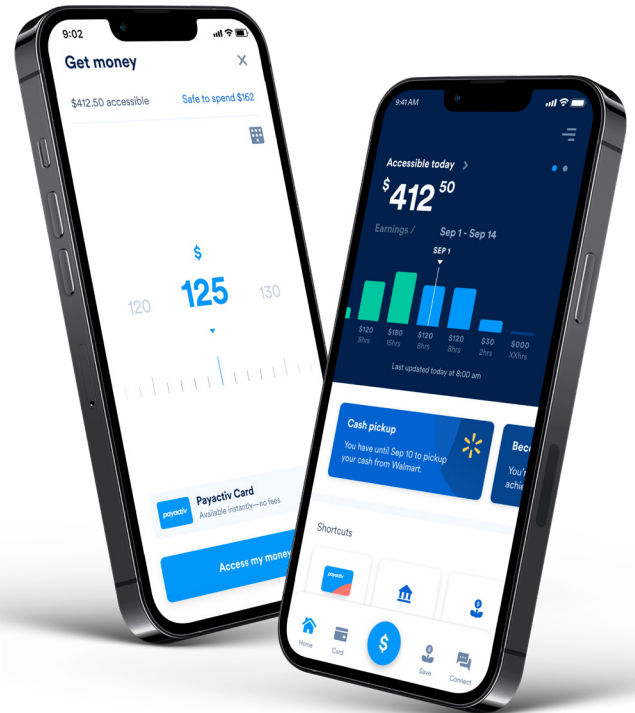 9:02
Get money
$412.50 accessible
Safe to spend $162
$
120 125 130
payactiv
Payactiv Card
Available instantly—no fees
Access my money
9:41 AM
Accessible today
$412 50
Earnings / Sep 1 - Sep 14
SEP 1
$120 $180 $120 $120 $30 $000
8hrs 15hrs 8hrs 8hrs 2hrs XXhrs
Last updated today at 8:00 am
Cash pickup
You have until Sep 10 to pickup
your cash from Walmart.
Shortcuts
payactiv
$
Home Card Save Connect